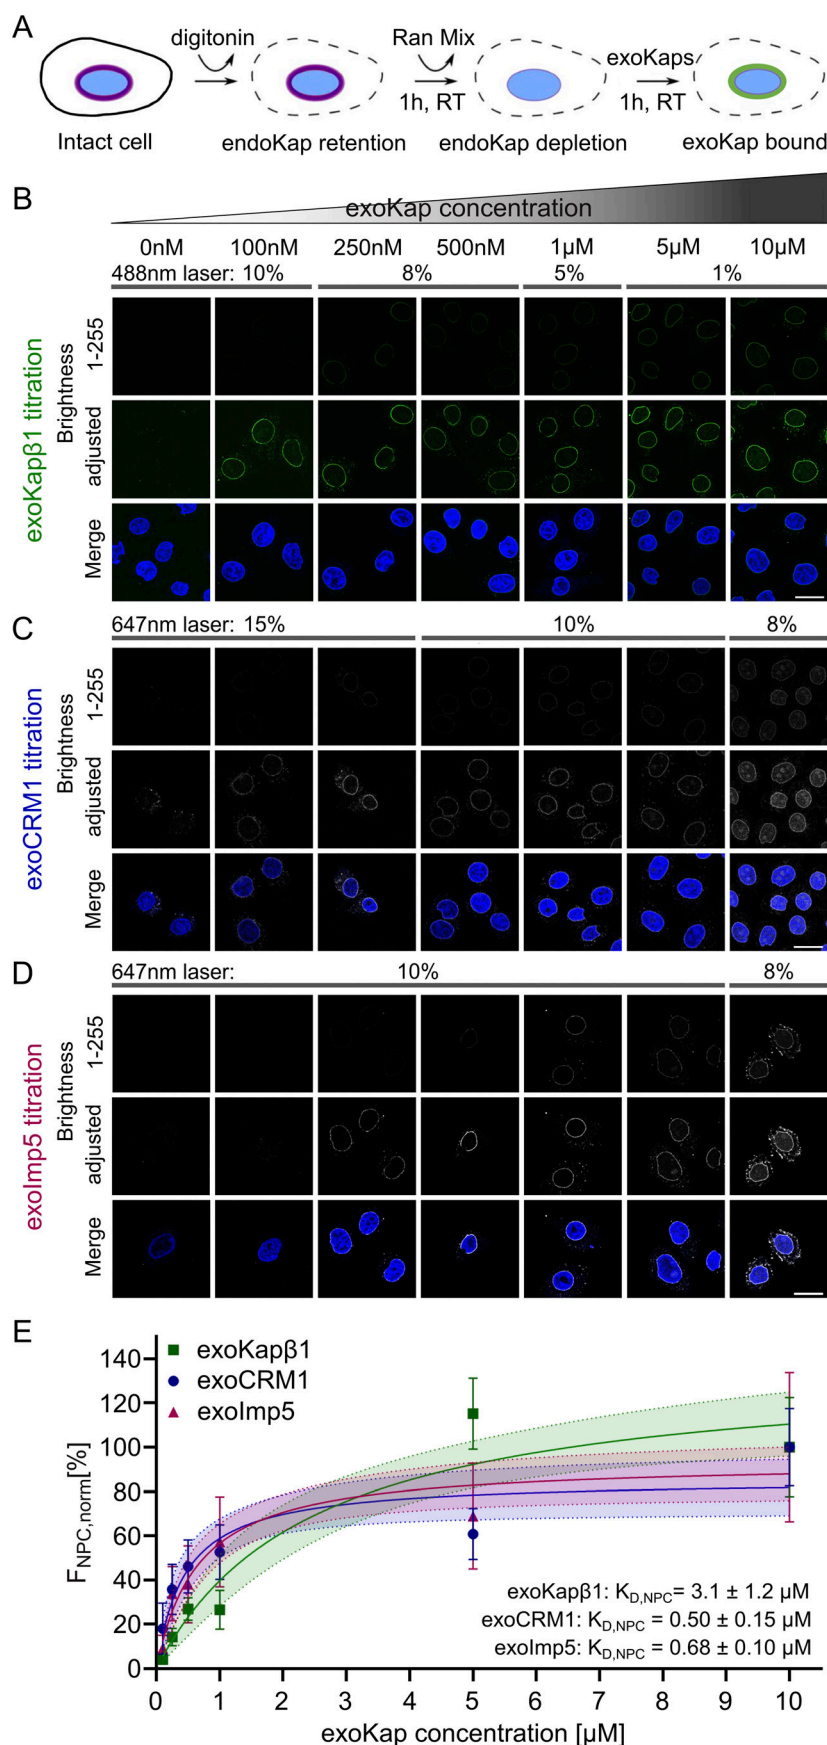 A
digitonin Ran Mix exoKaps
1h, RT 1h, RT
Intact cell endoKap retention endoKap depletion exoKap bound
B
exoKap concentration
0nM 100nM 250nM 500nM 1µM 5µM 10µM
488nm laser: 10% 8% 5% 1%
exoKapβ1 titration
Brightness
1-255
adjusted
Merge
C
647nm laser: 15% 10% 8%
exoCRM1 titration
Brightness
1-255
adjusted
Merge
D
647nm laser: 10% 8%
exoImp5 titration
Brightness
1-255
adjusted
Merge
E
exoKapβ1
exoCRM1
exoImp5
FNPC,norm[%]
140
120
100
80
60
40
20
0
exoKapβ1: KD,NPC= 3.1 ± 1.2 µM
exoCRM1: KD,NPC = 0.50 ± 0.15 µM
exoImp5: KD,NPC = 0.68 ± 0.10 µM
0 1 2 3 4 5 6 7 8 9 10
exoKap concentration [µM]